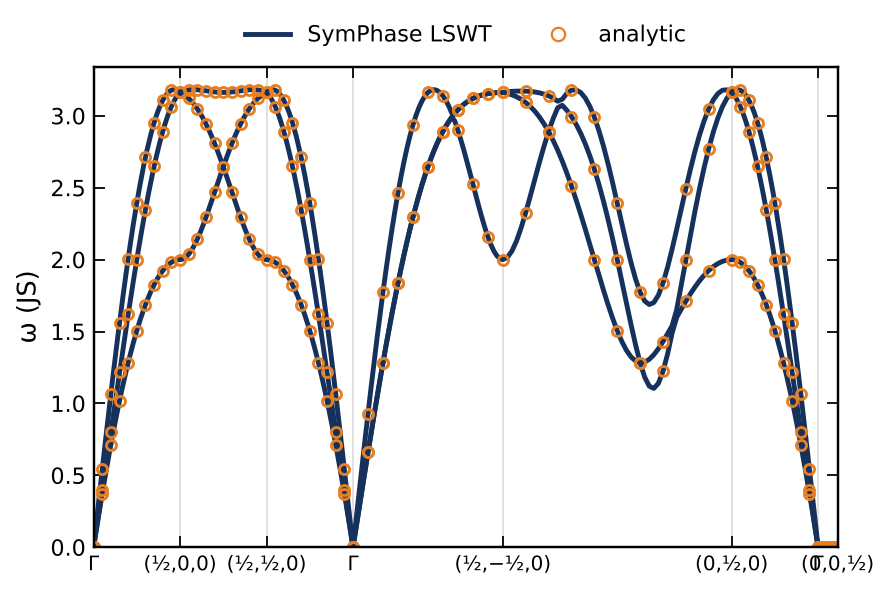 SymPhase LSWT
analytic
ω (JS)
3.0
2.5
2.0
1.5
1.0
0.5
0.0
Γ
(½,0,0)
(½,½,0)
Γ
(½,−½,0)
(0,½,0)
Γ
(0,0,½)